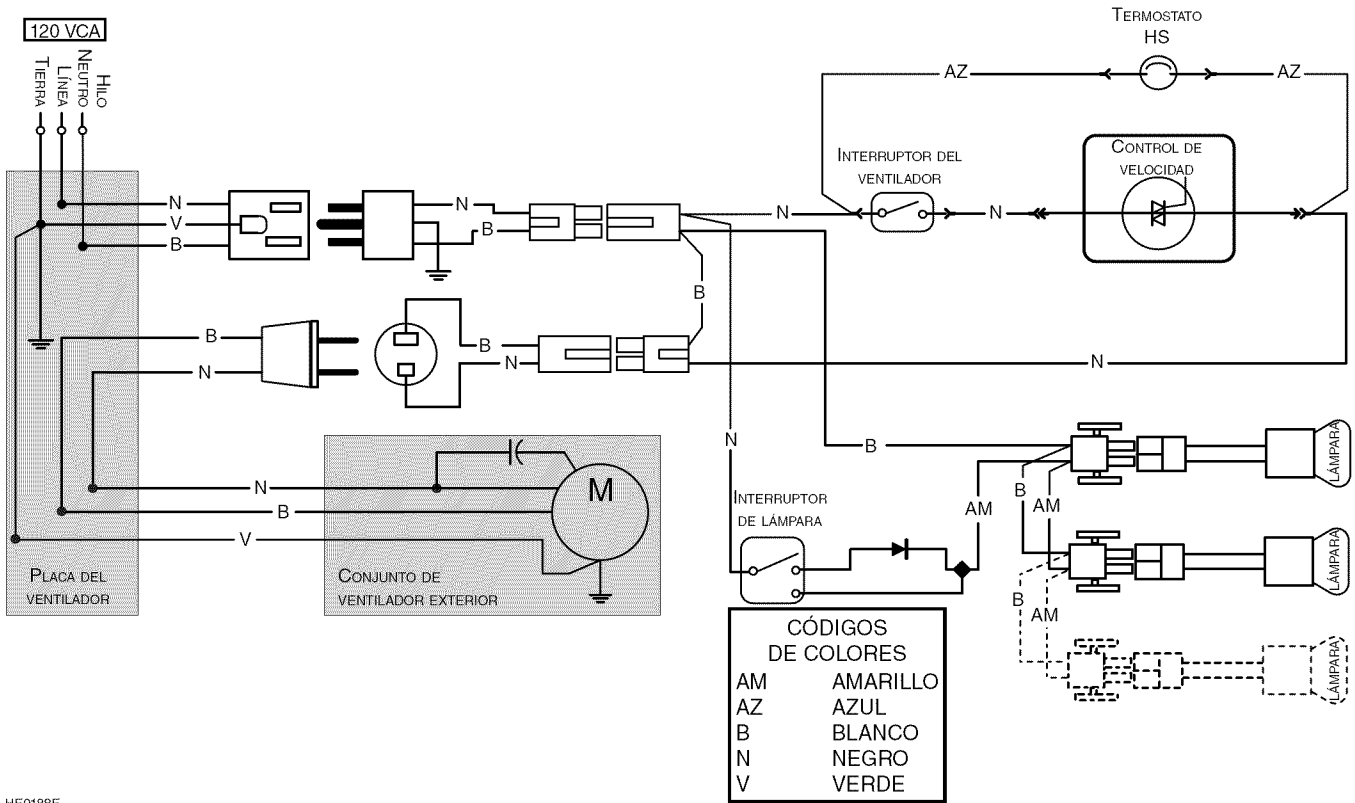 120 VCA
TIERRA
LÍNEA
NEUTRO
HILO
TERMOSTATO
HS
AZ
AZ
INTERRUPTOR DEL
VENTILADOR
CONTROL DE
VELOCIDAD
N
V
B
N
B
N
N
B
B
N
B
N
N
N
B
INTERRUPTOR
DE LÁMPARA
AM
B
AM
B
AM
LÁMPARA
LÁMPARA
LÁMPARA
N
B
V
M
PLACA DEL
VENTILADOR
CONJUNTO DE
VENTILADOR EXTERIOR
CÓDIGOS
DE COLORES
AM AMARILLO
AZ AZUL
B BLANCO
N NEGRO
V VERDE